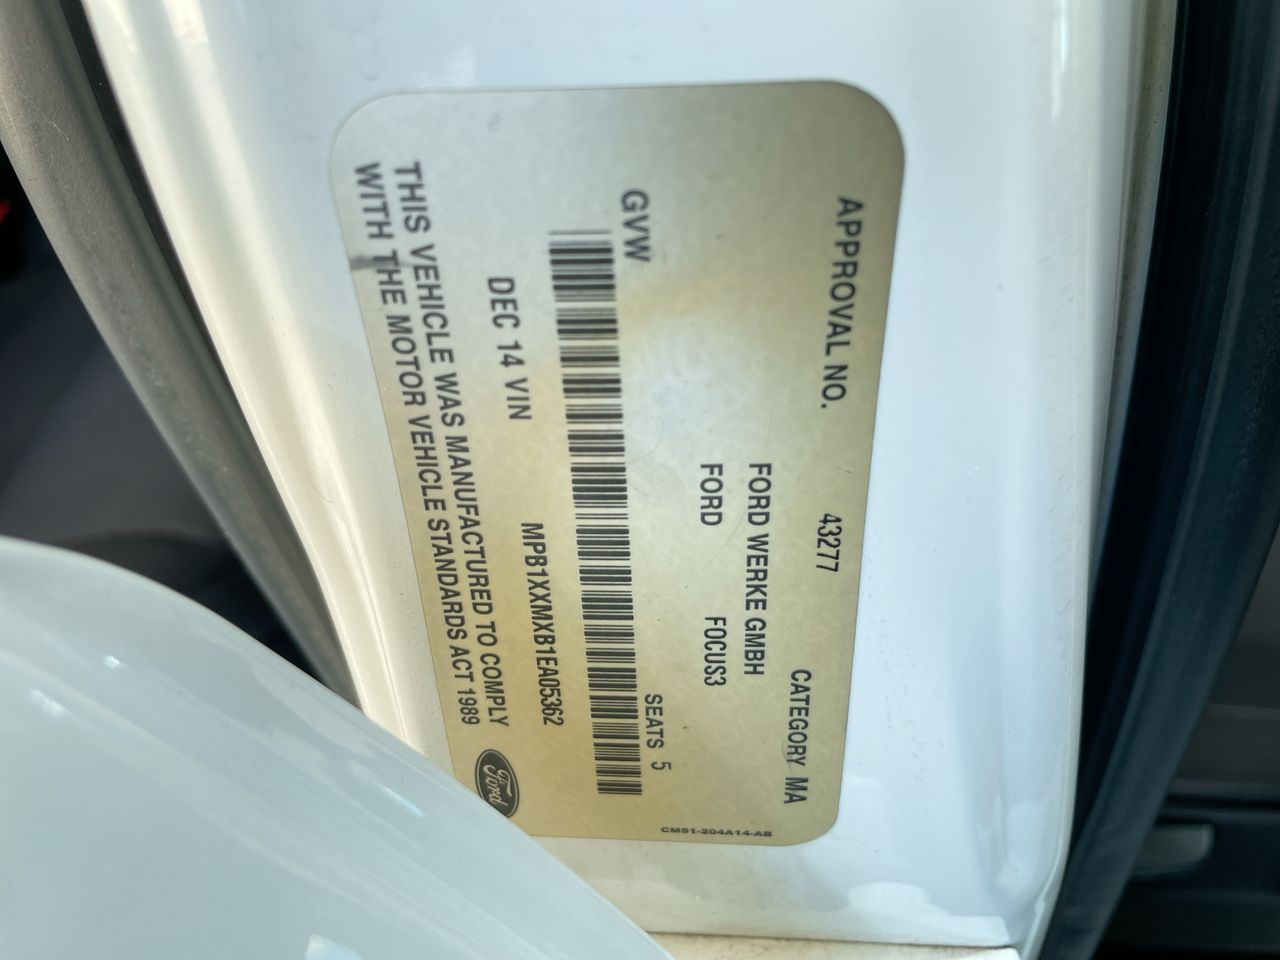 APPROVAL NO. 43277 CATEGORY MA
FORD WERKE GMBH
FORD FOCUS3
GVW SEATS 5
DEC 14 VIN MPB1XXMXB1EA05362
THIS VEHICLE WAS MANUFACTURED TO COMPLY
WITH THE MOTOR VEHICLE STANDARDS ACT 1989
Ford
CM51-204A14-AB